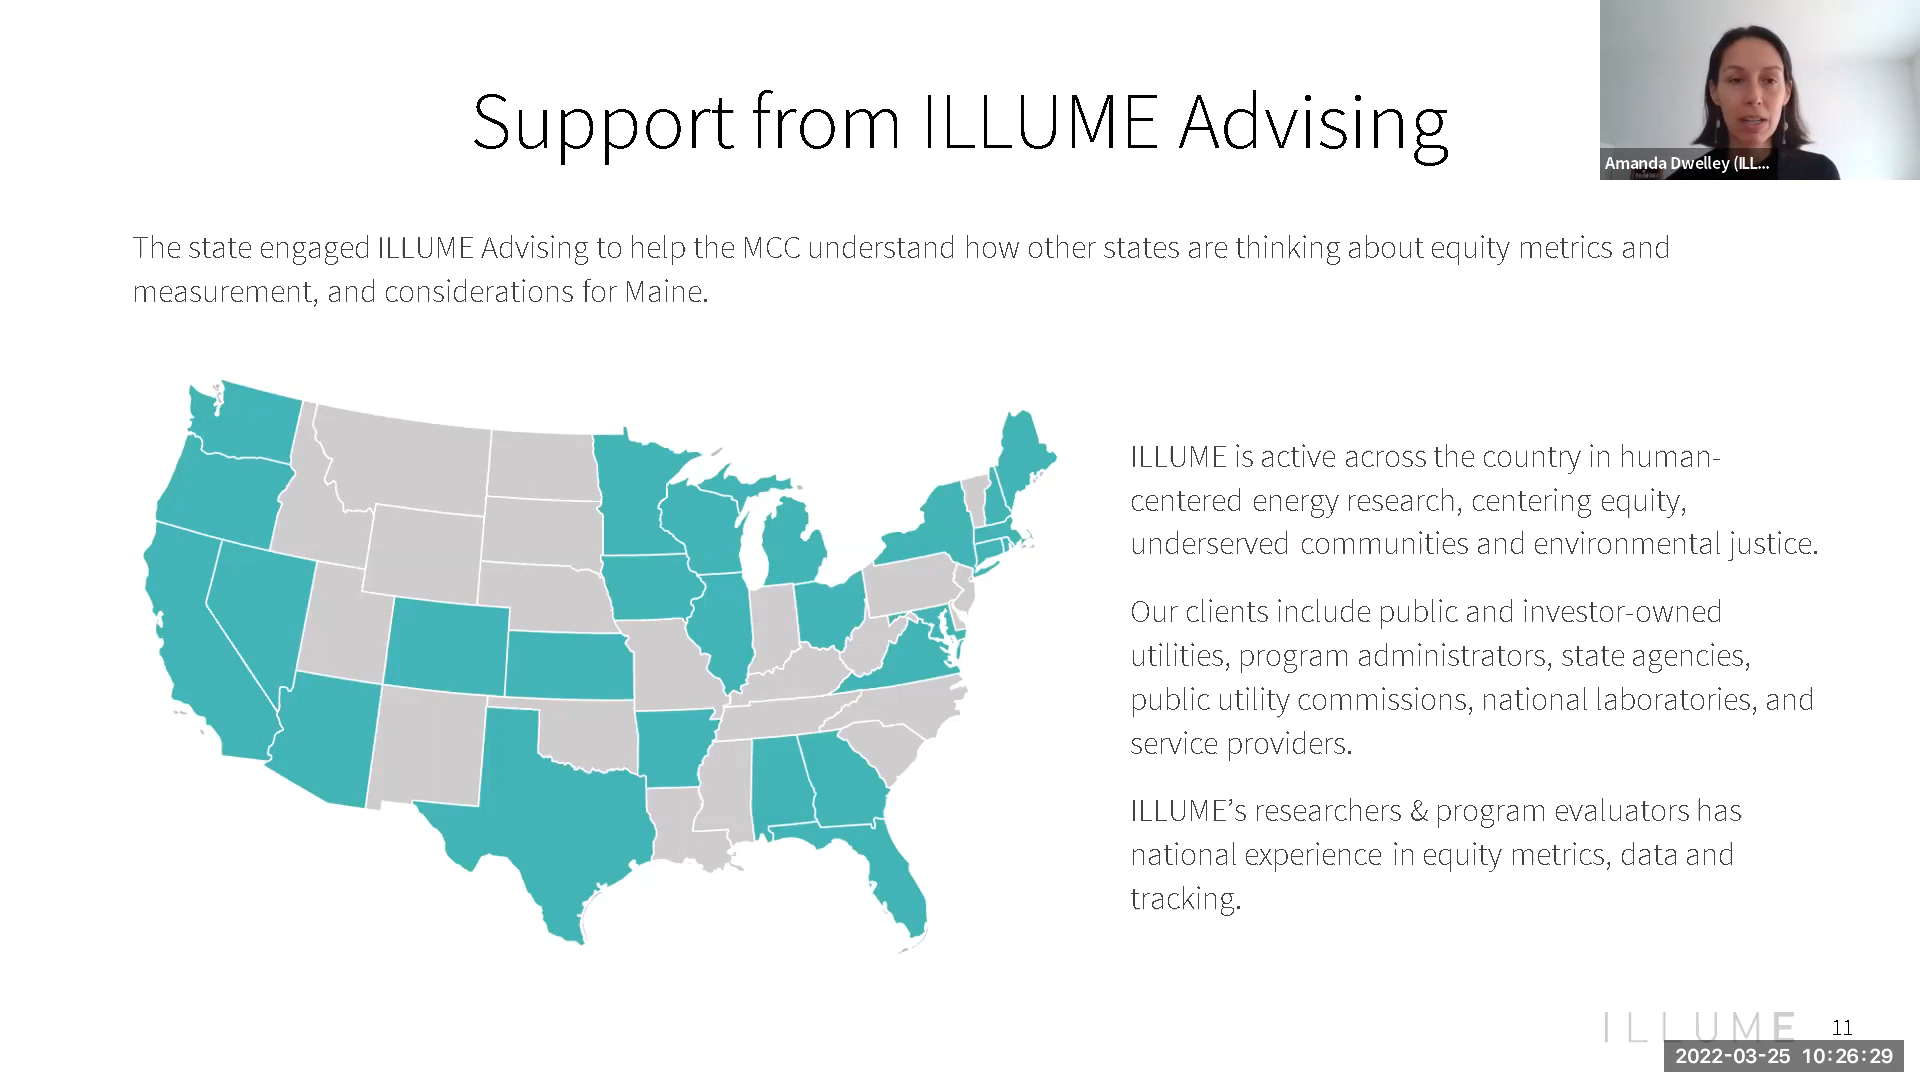 Support from ILLUME Advising
Amanda Dwelley (ILL...
The state engaged ILLUME Advising to help the MCC understand how other states are thinking about equity metrics and
measurement, and considerations for Maine.
ILLUME is active across the country in human-
centered energy research, centering equity,
underserved communities and environmental justice.
Our clients include public and investor-owned
utilities, program administrators, state agencies,
public utility commissions, national laboratories, and
service providers.
ILLUME’s researchers & program evaluators has
national experience in equity metrics, data and
tracking.
ILLUME
11
2022-03-25 10:26:29